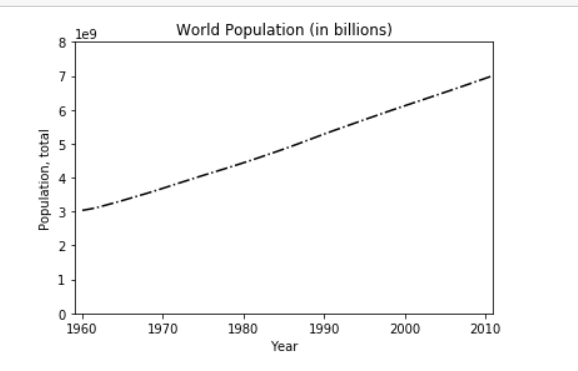 World Population (in billions)
1e9
8
7
6
5
4
3
2
1
0
Population, total
1960 1970 1980 1990 2000 2010
Year